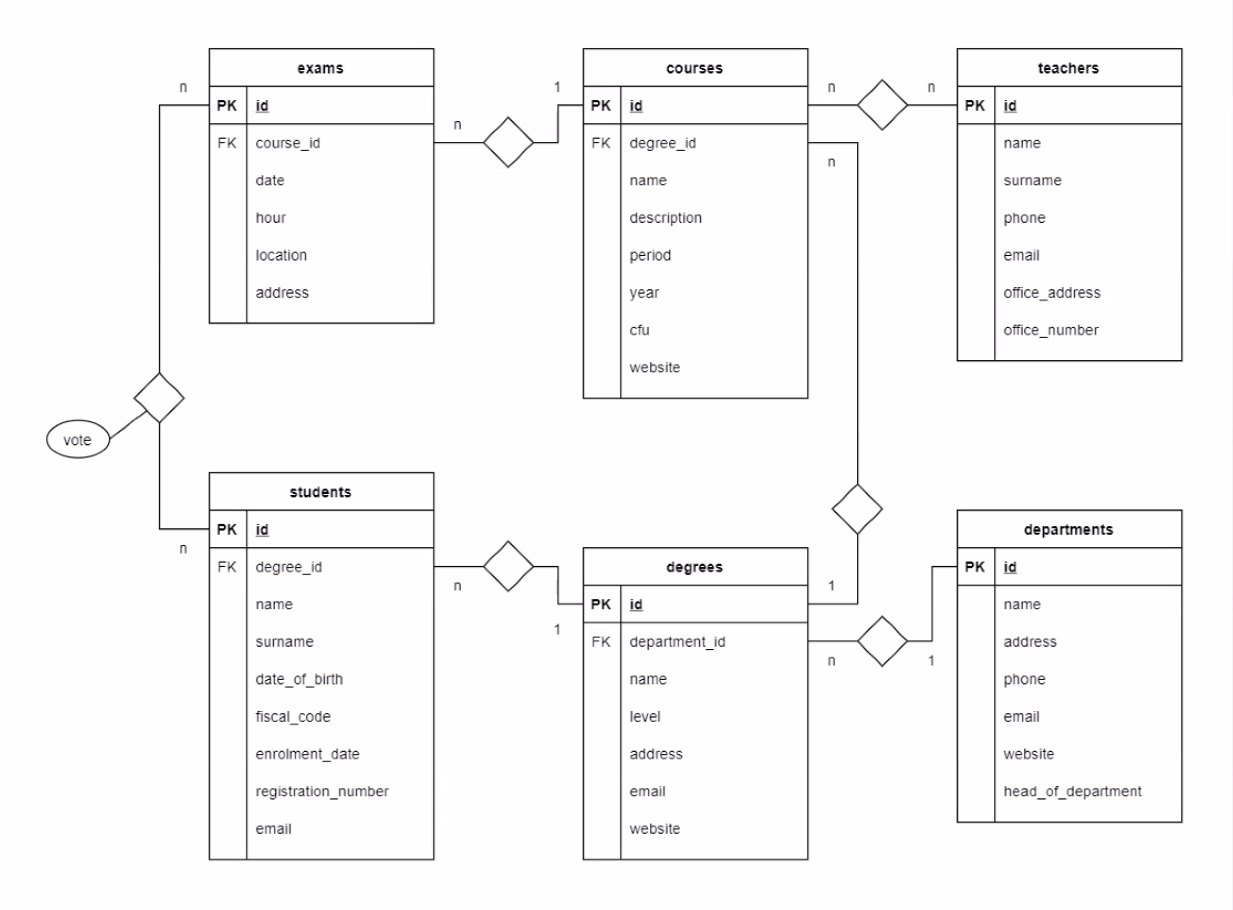 exams
PK id
FK course_id
date
hour
location
address
n
n
1
courses
PK id
FK degree_id
name
description
period
year
cfu
website
n
n
n
teachers
PK id
name
surname
phone
email
office_address
office_number
vote
students
PK id
FK degree_id
name
surname
date_of_birth
fiscal_code
enrolment_date
registration_number
email
n
n
1
degrees
PK id
FK department_id
name
level
address
email
website
1
n
1
departments
PK id
name
address
phone
email
website
head_of_department